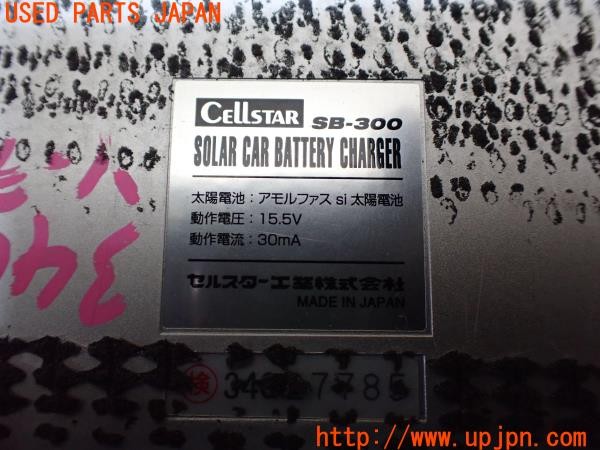 USED PARTS JAPAN
CELLSTAR SB-300
SOLAR CAR BATTERY CHARGER
太陽電池：アモルファス si 太陽電池
動作電圧：15.5V
動作電流：30mA
セルスター工業株式会社
MADE IN JAPAN
検
http://www.upjpn.com